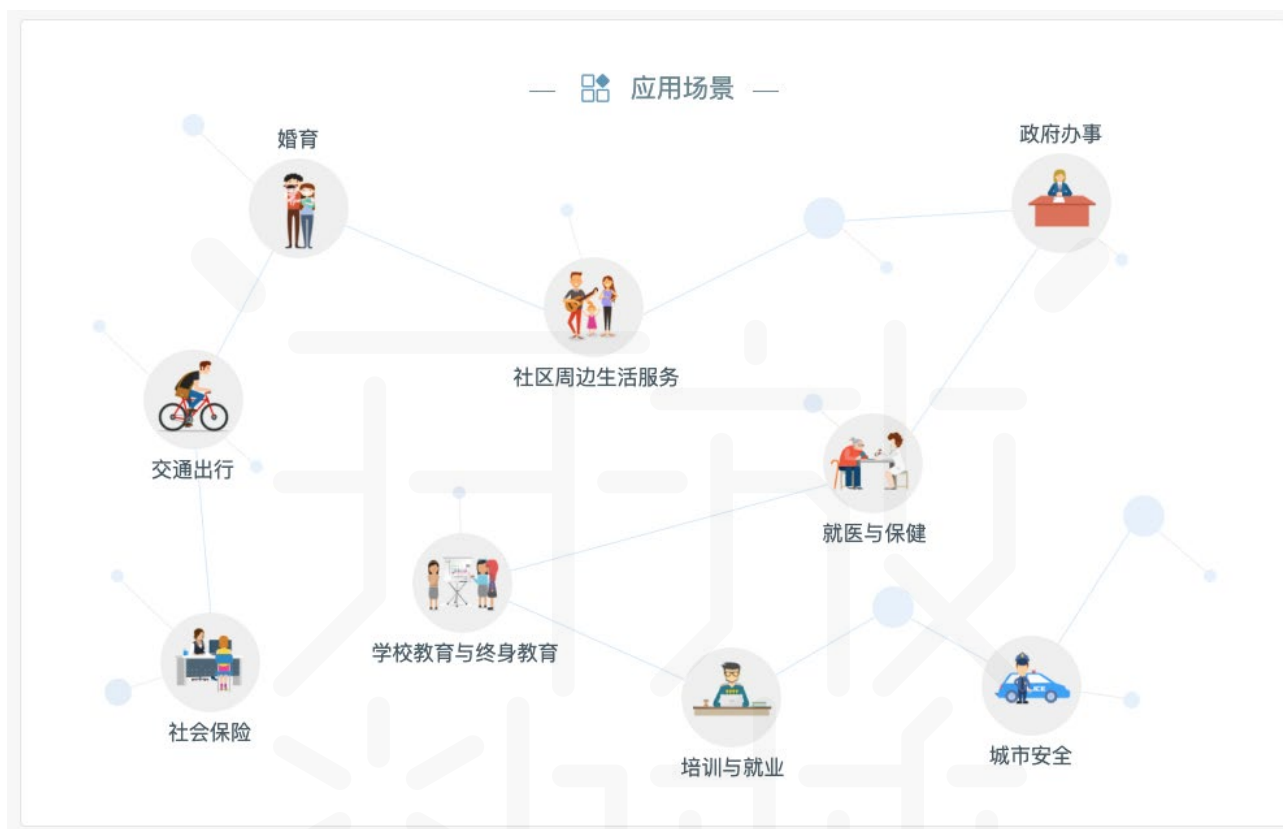 应用场景
婚育
政府办事
社区周边生活服务
交通出行
就医与保健
学校教育与终身教育
社会保险
培训与就业
城市安全